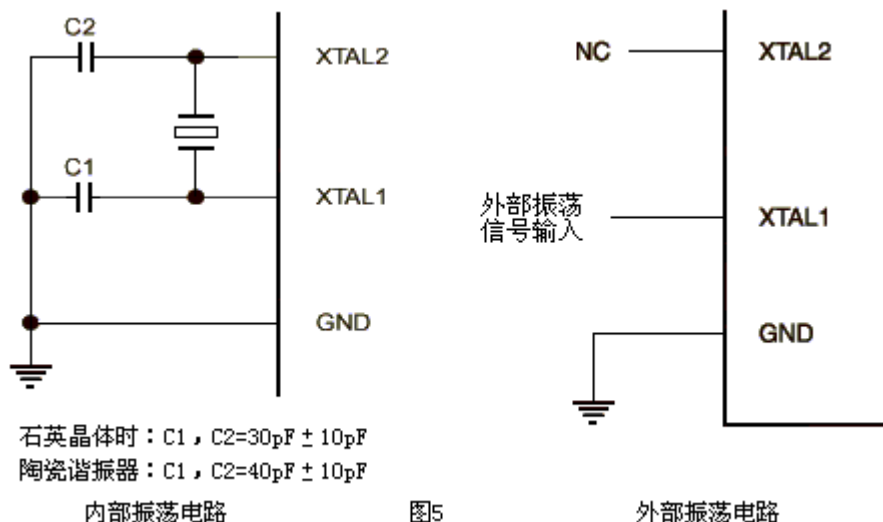 C2
XTAL2
C1
XTAL1
GND
石英晶体时：C1，C2=30pF±10pF
陶瓷谐振器：C1，C2=40pF±10pF
内部振荡电路
图5
NC
XTAL2
外部振荡
信号输入
XTAL1
GND
外部振荡电路